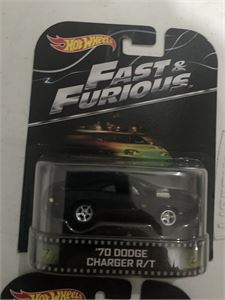 HOT WHEELS
FAST &
FURIOUS
'70 DODGE
CHARGER R/T